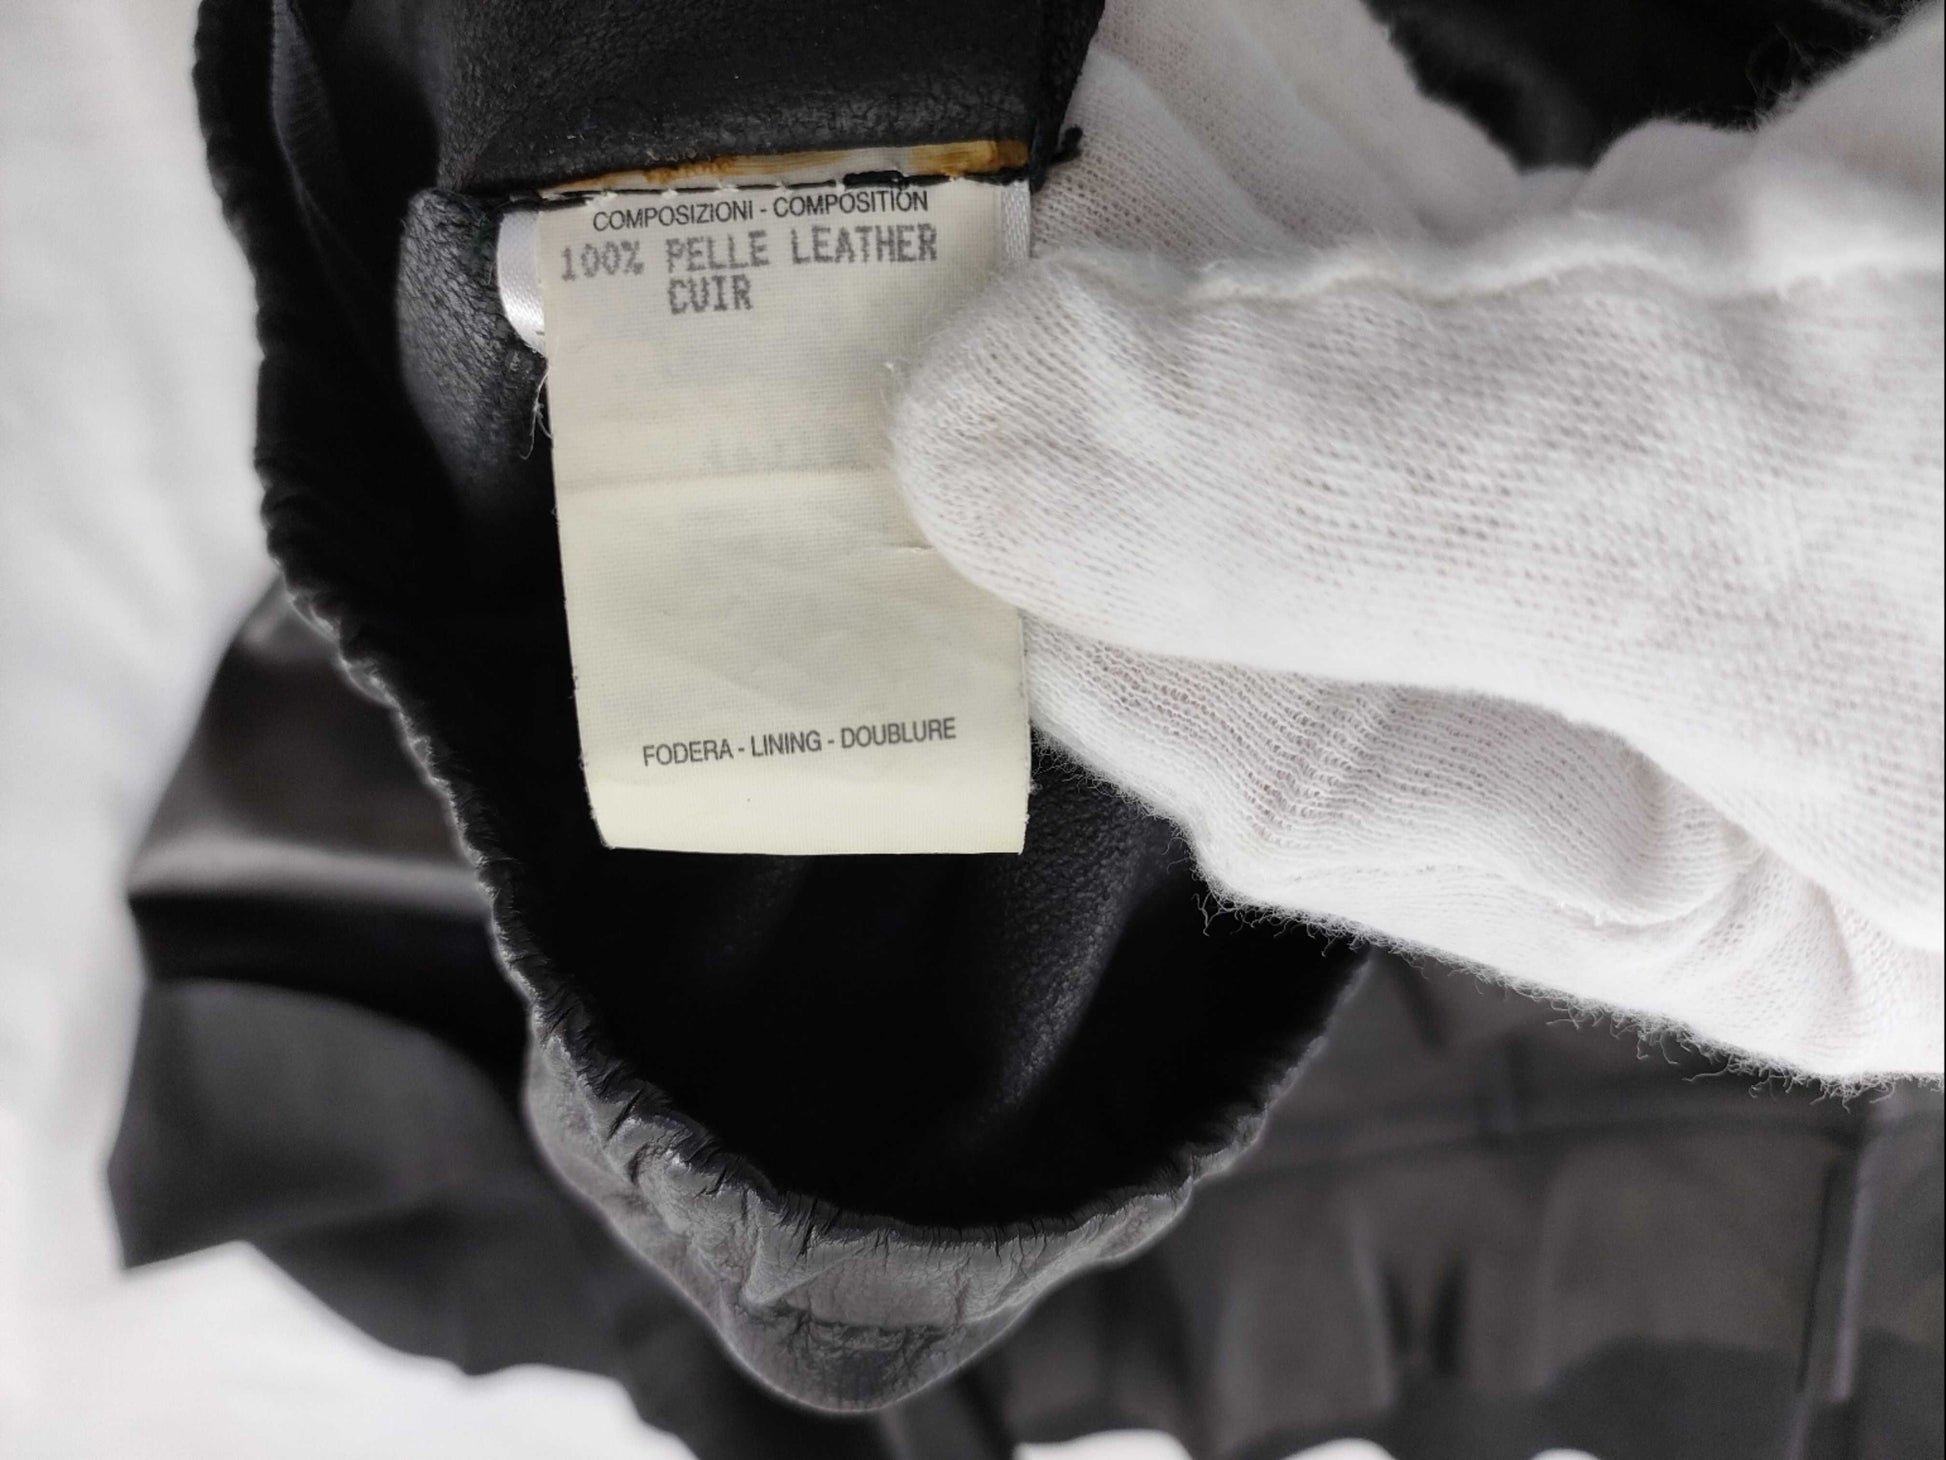 COMPOSIZIONI - COMPOSITION
100% PELLE LEATHER
CUIR
FODERA - LINING - DOUBLURE